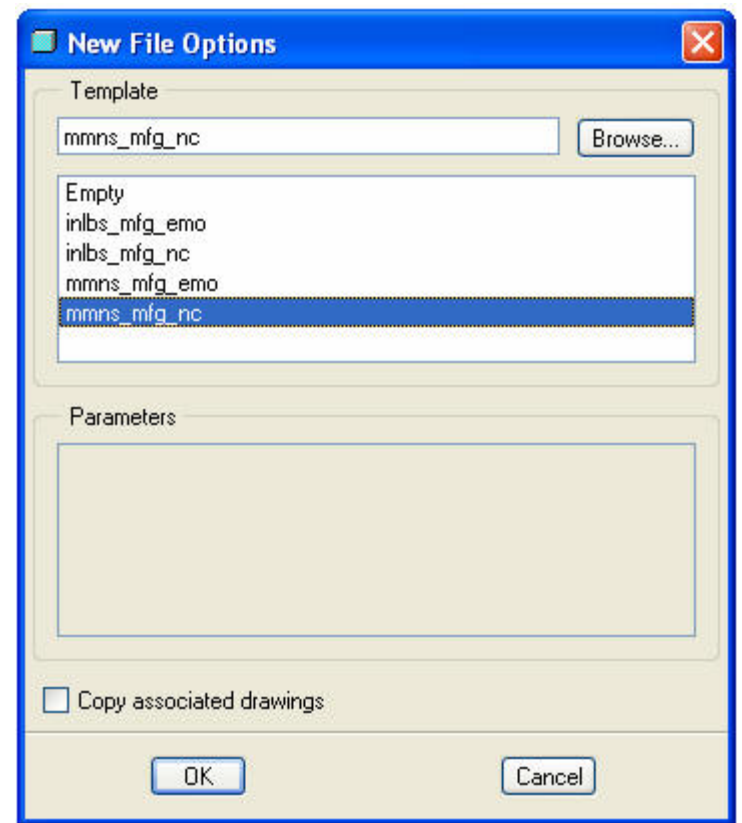 New File Options
Template
mmns_mfg_nc
Browse...
Empty
inlbs_mfg_emo
inlbs_mfg_nc
mmns_mfg_emo
mmns_mfg_nc
Parameters
Copy associated drawings
OK
Cancel